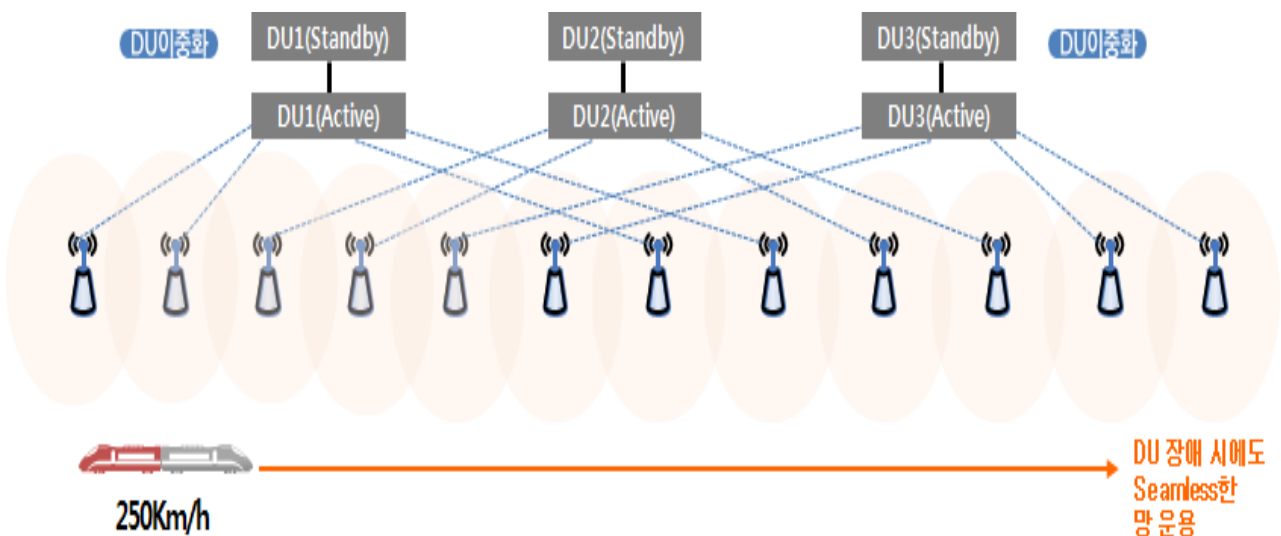 DU이중화
DU1(Standby)
DU2(Standby)
DU3(Standby)
DU이중화
DU1(Active)
DU2(Active)
DU3(Active)
250Km/h
DU 장애 시에도
Seamless한
망 운용